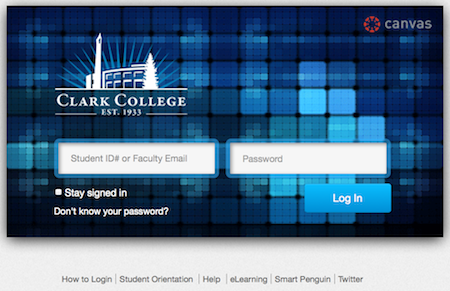 canvas
CLARK COLLEGE
EST. 1933
Student ID# or Faculty Email
Password
Stay signed in
Log In
Don't know your password?
How to Login | Student Orientation | Help | eLearning | Smart Penguin | Twitter